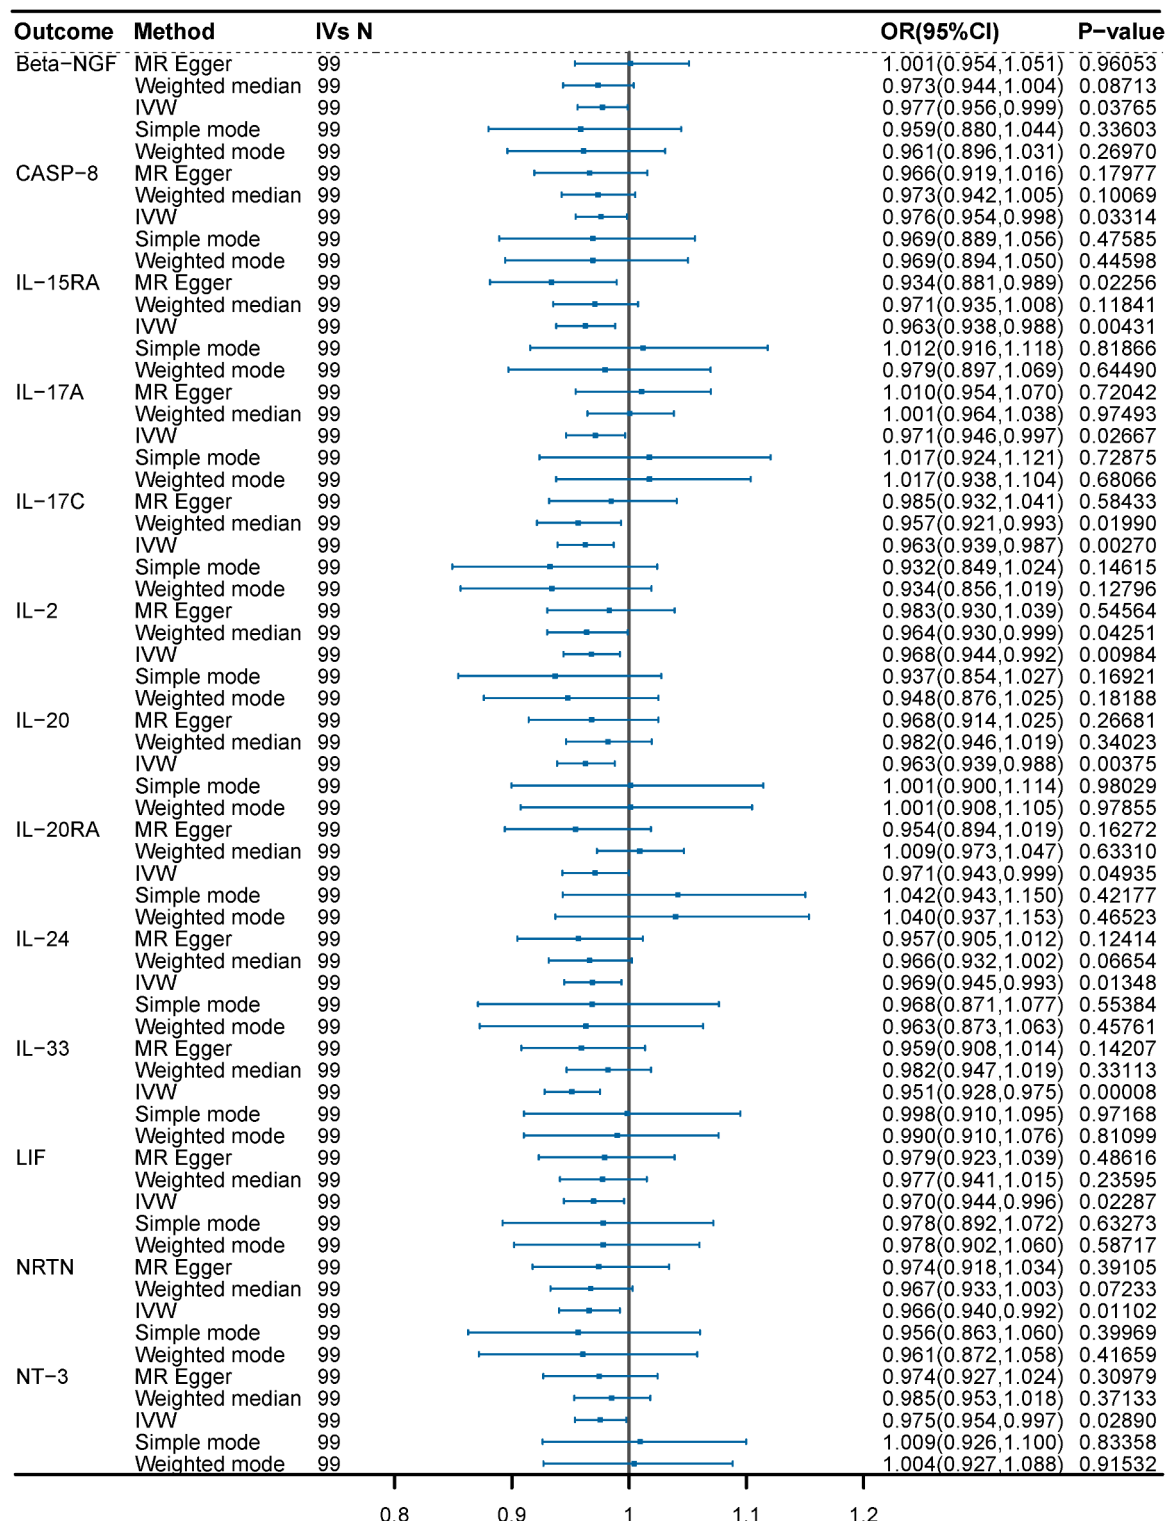 Outcome Method IVs N OR(95%CI) P−value
Beta−NGF MR Egger 99 1.001(0.954,1.051) 0.96053
Weighted median 99 0.973(0.944,1.004) 0.08713
IVW 99 0.977(0.956,0.999) 0.03765
Simple mode 99 0.959(0.880,1.044) 0.33603
Weighted mode 99 0.961(0.896,1.031) 0.26970
CASP−8 MR Egger 99 0.966(0.919,1.016) 0.17977
Weighted median 99 0.973(0.942,1.005) 0.10069
IVW 99 0.976(0.954,0.998) 0.03314
Simple mode 99 0.969(0.889,1.056) 0.47585
Weighted mode 99 0.969(0.894,1.050) 0.44598
IL−15RA MR Egger 99 0.934(0.881,0.989) 0.02256
Weighted median 99 0.971(0.935,1.008) 0.11841
IVW 99 0.963(0.938,0.988) 0.00431
Simple mode 99 1.012(0.916,1.118) 0.81866
Weighted mode 99 0.979(0.897,1.069) 0.64490
IL−17A MR Egger 99 1.010(0.954,1.070) 0.72042
Weighted median 99 1.001(0.964,1.038) 0.97493
IVW 99 0.971(0.946,0.997) 0.02667
Simple mode 99 1.017(0.924,1.121) 0.72875
Weighted mode 99 1.017(0.938,1.104) 0.68066
IL−17C MR Egger 99 0.985(0.932,1.041) 0.58433
Weighted median 99 0.957(0.921,0.993) 0.01990
IVW 99 0.963(0.939,0.987) 0.00270
Simple mode 99 0.932(0.849,1.024) 0.14615
Weighted mode 99 0.934(0.856,1.019) 0.12796
IL−2 MR Egger 99 0.983(0.930,1.039) 0.54564
Weighted median 99 0.964(0.930,0.999) 0.04251
IVW 99 0.968(0.944,0.992) 0.00984
Simple mode 99 0.937(0.854,1.027) 0.16921
Weighted mode 99 0.948(0.876,1.025) 0.18188
IL−20 MR Egger 99 0.968(0.914,1.025) 0.26681
Weighted median 99 0.982(0.946,1.019) 0.34023
IVW 99 0.963(0.939,0.988) 0.00375
Simple mode 99 1.001(0.900,1.114) 0.98029
Weighted mode 99 1.001(0.908,1.105) 0.97855
IL−20RA MR Egger 99 0.954(0.894,1.019) 0.16272
Weighted median 99 1.009(0.973,1.047) 0.63310
IVW 99 0.971(0.943,0.999) 0.04935
Simple mode 99 1.042(0.943,1.150) 0.42177
Weighted mode 99 1.040(0.937,1.153) 0.46523
IL−24 MR Egger 99 0.957(0.905,1.012) 0.12414
Weighted median 99 0.966(0.932,1.002) 0.06654
IVW 99 0.969(0.945,0.993) 0.01348
Simple mode 99 0.968(0.871,1.077) 0.55384
Weighted mode 99 0.963(0.873,1.063) 0.45761
IL−33 MR Egger 99 0.959(0.908,1.014) 0.14207
Weighted median 99 0.982(0.947,1.019) 0.33113
IVW 99 0.951(0.928,0.975) 0.00008
Simple mode 99 0.998(0.910,1.095) 0.97168
Weighted mode 99 0.990(0.910,1.076) 0.81099
LIF MR Egger 99 0.979(0.923,1.039) 0.48616
Weighted median 99 0.977(0.941,1.015) 0.23595
IVW 99 0.970(0.944,0.996) 0.02287
Simple mode 99 0.978(0.892,1.072) 0.63273
Weighted mode 99 0.978(0.902,1.060) 0.58717
NRTN MR Egger 99 0.974(0.918,1.034) 0.39105
Weighted median 99 0.967(0.933,1.003) 0.07233
IVW 99 0.966(0.940,0.992) 0.01102
Simple mode 99 0.956(0.863,1.060) 0.39969
Weighted mode 99 0.961(0.872,1.058) 0.41659
NT−3 MR Egger 99 0.974(0.927,1.024) 0.30979
Weighted median 99 0.985(0.953,1.018) 0.37133
IVW 99 0.975(0.954,0.997) 0.02890
Simple mode 99 1.009(0.926,1.100) 0.83358
Weighted mode 99 1.004(0.927,1.088) 0.91532
0.8 0.9 1 1.1 1.2